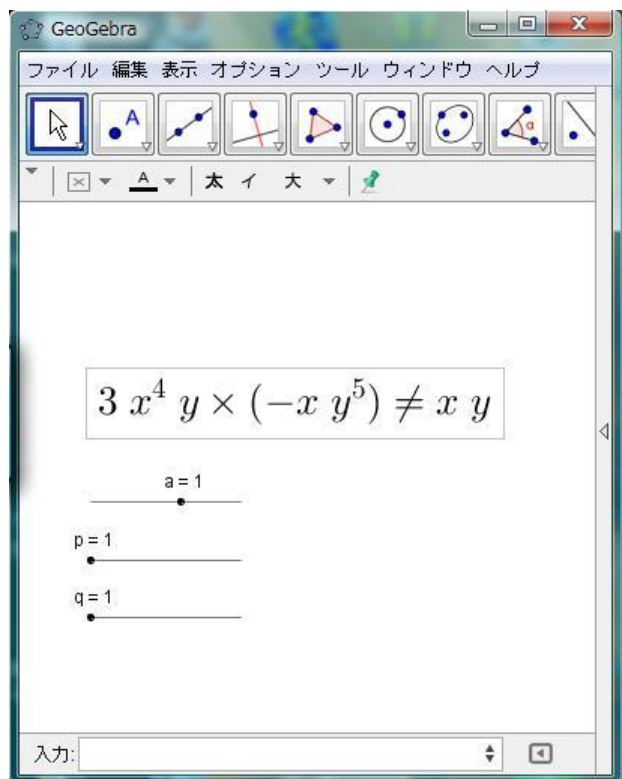 GeoGebra
ファイル 編集 表示 オプション ツール ウィンドウ ヘルプ
A α
A 太 イ 大
3 x⁴ y × (−x y⁵) ≠ x y
a = 1
p = 1
q = 1
入力: